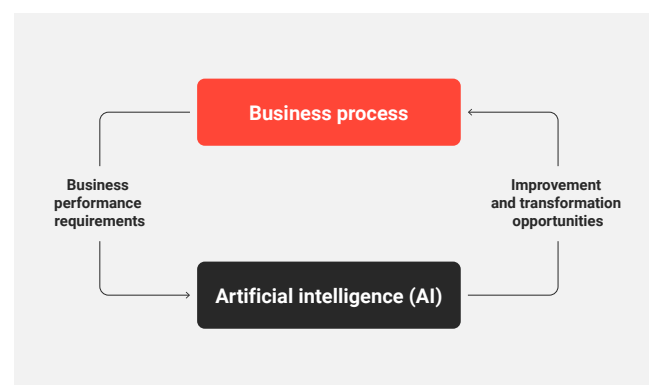 Business process
Business
performance
requirements
Improvement
and transformation
opportunities
Artificial intelligence (AI)